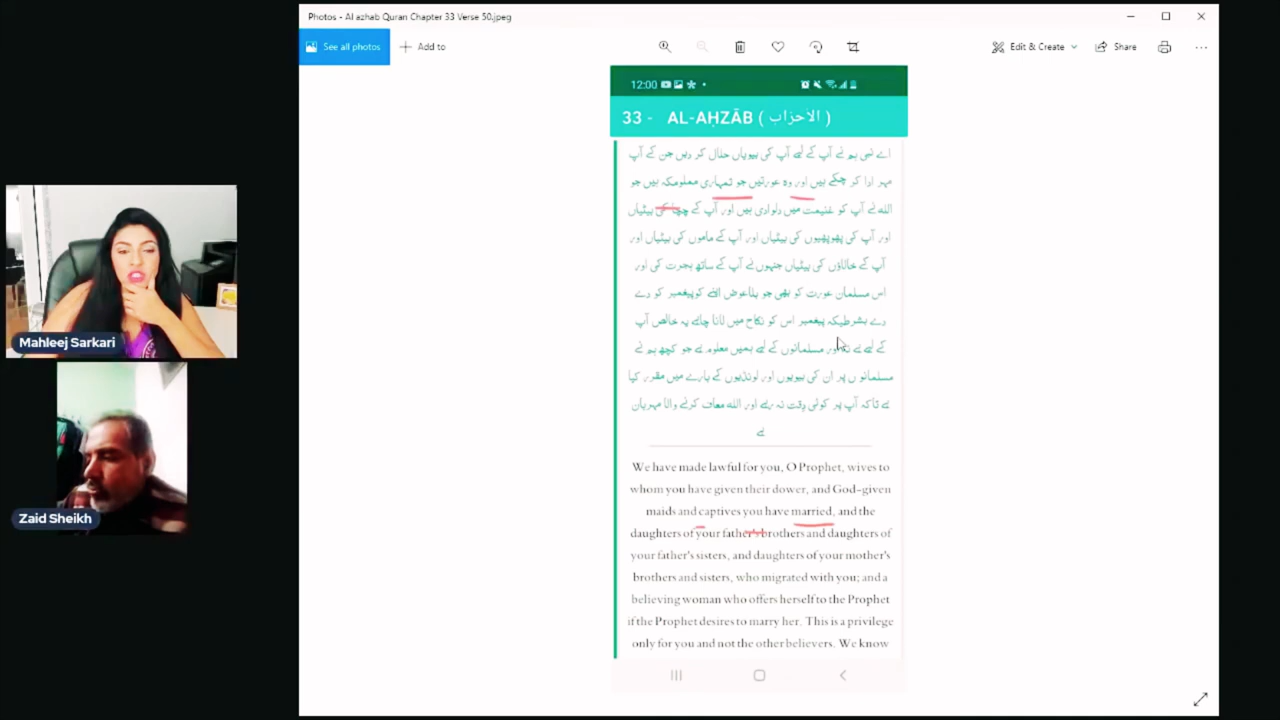 Photos - Al azhab Quran Chapter 33 Verse 50.jpeg
See all photos
Add to
Edit & Create
Share
12:00
33 - AL-AḤZĀB ( الأحزاب )
اے نبی ہم نے آپ کے لیے آپ کی بیویاں حلال کر دیں جن کے آپ
مہر ادا کر چکے ہیں اور وہ عورتیں جو تمہاری مملومکہ ہیں جو
الله نے آپ کو غنیمت میں دلوادی ہیں اور آپ کے چچا کی بیٹیاں
اور آپ کی پھوپھیوں کی بیٹیاں اور آپ کے ماموں کی بیٹیاں اور
آپ کے خالاؤں کی بیٹیاں جنہوں نے آپ کے ساتھ ہجرت کی اور
اس مسلمان عورت کو بھی جو بلاعوض اپنے کوپیغمبر کو دے
دے بشرطیکہ پیغمبر اس کو نکاح میں لانا چاہے یہ خالص آپ
کے لیے ہے نہ اور مسلمانوں کے لیے ہمیں معلوم ہے جو کچھ ہم نے
مسلمانو ں پر ان کی بیویوں اور لونڈیوں کے بارے میں مقرر کیا
ہے تاکہ آپ پر کوئی دقت نہ رہے اور الله معاف کرنے والا مہربان
ہے
We have made lawful for you, O Prophet, wives to
whom you have given their dower, and God-given
maids and captives you have married, and the
daughters of your father's brothers and daughters of
your father's sisters, and daughters of your mother's
brothers and sisters, who migrated with you; and a
believing woman who offers herself to the Prophet
if the Prophet desires to marry her. This is a privilege
only for you and not the other believers. We know
Mahleej Sarkari
Zaid Sheikh